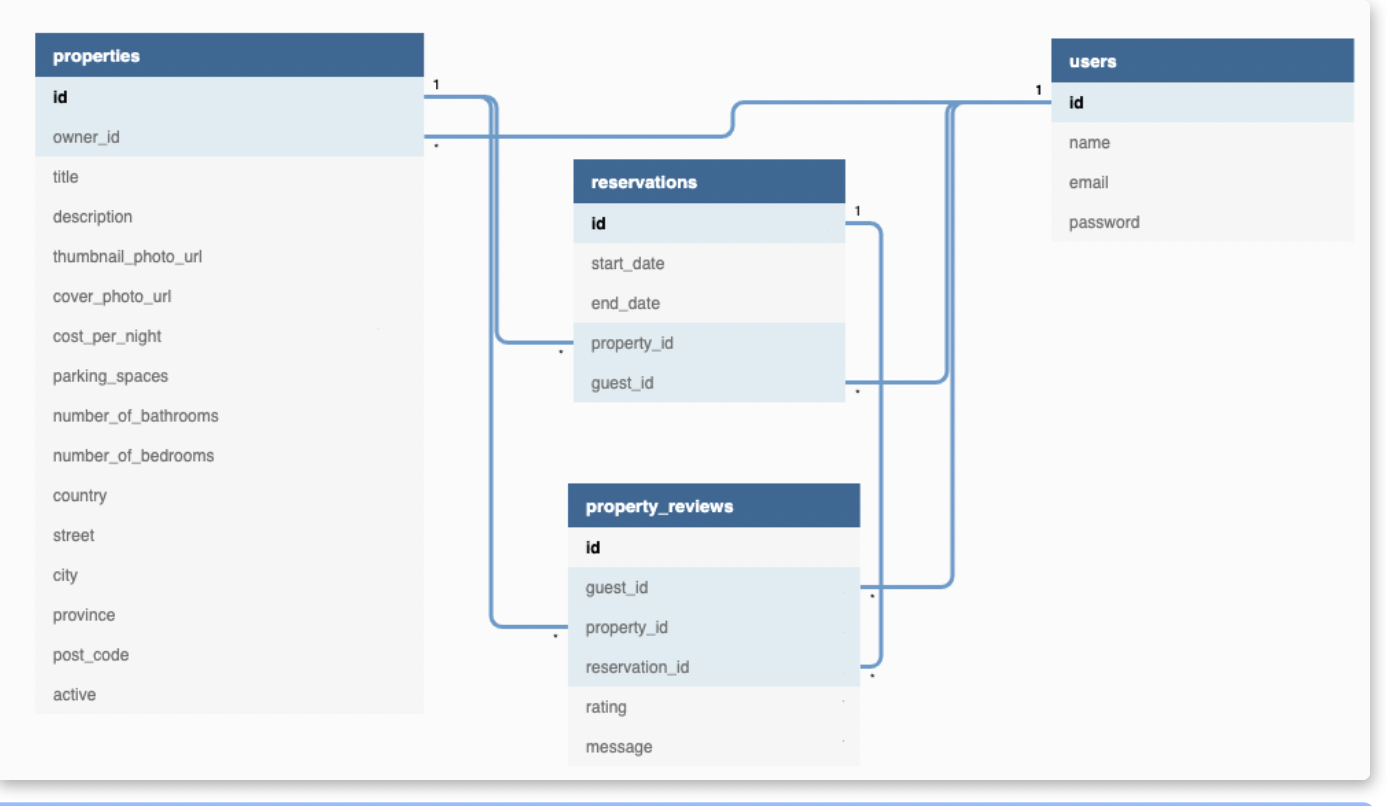 properties
id
owner_id
title
description
thumbnail_photo_url
cover_photo_url
cost_per_night
parking_spaces
number_of_bathrooms
number_of_bedrooms
country
street
city
province
post_code
active
1
*
reservations
id
start_date
end_date
property_id
guest_id
1
*
*
property_reviews
id
guest_id
property_id
reservation_id
rating
message
*
*
*
users
id
name
email
password
1